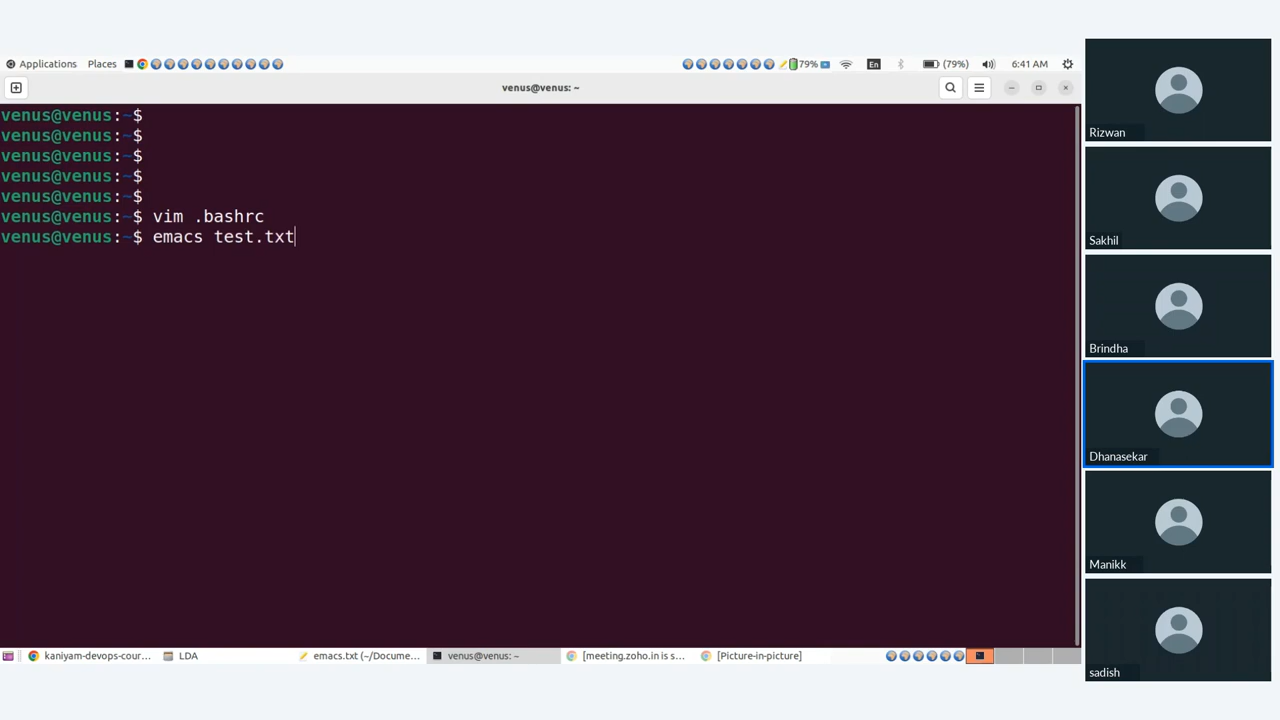 Applications Places 79% En (79%) 6:41 AM
venus@venus: ~
venus@venus:~$
venus@venus:~$
venus@venus:~$
venus@venus:~$
venus@venus:~$
venus@venus:~$ vim .bashrc
venus@venus:~$ emacs test.txt
kaniyam-devops-cour... LDA emacs.txt (~/Docume... venus@venus: ~ [meeting.zoho.in is s... [Picture-in-picture]
Rizwan
Sakhil
Brindha
Dhanasekar
Manikk
sadish